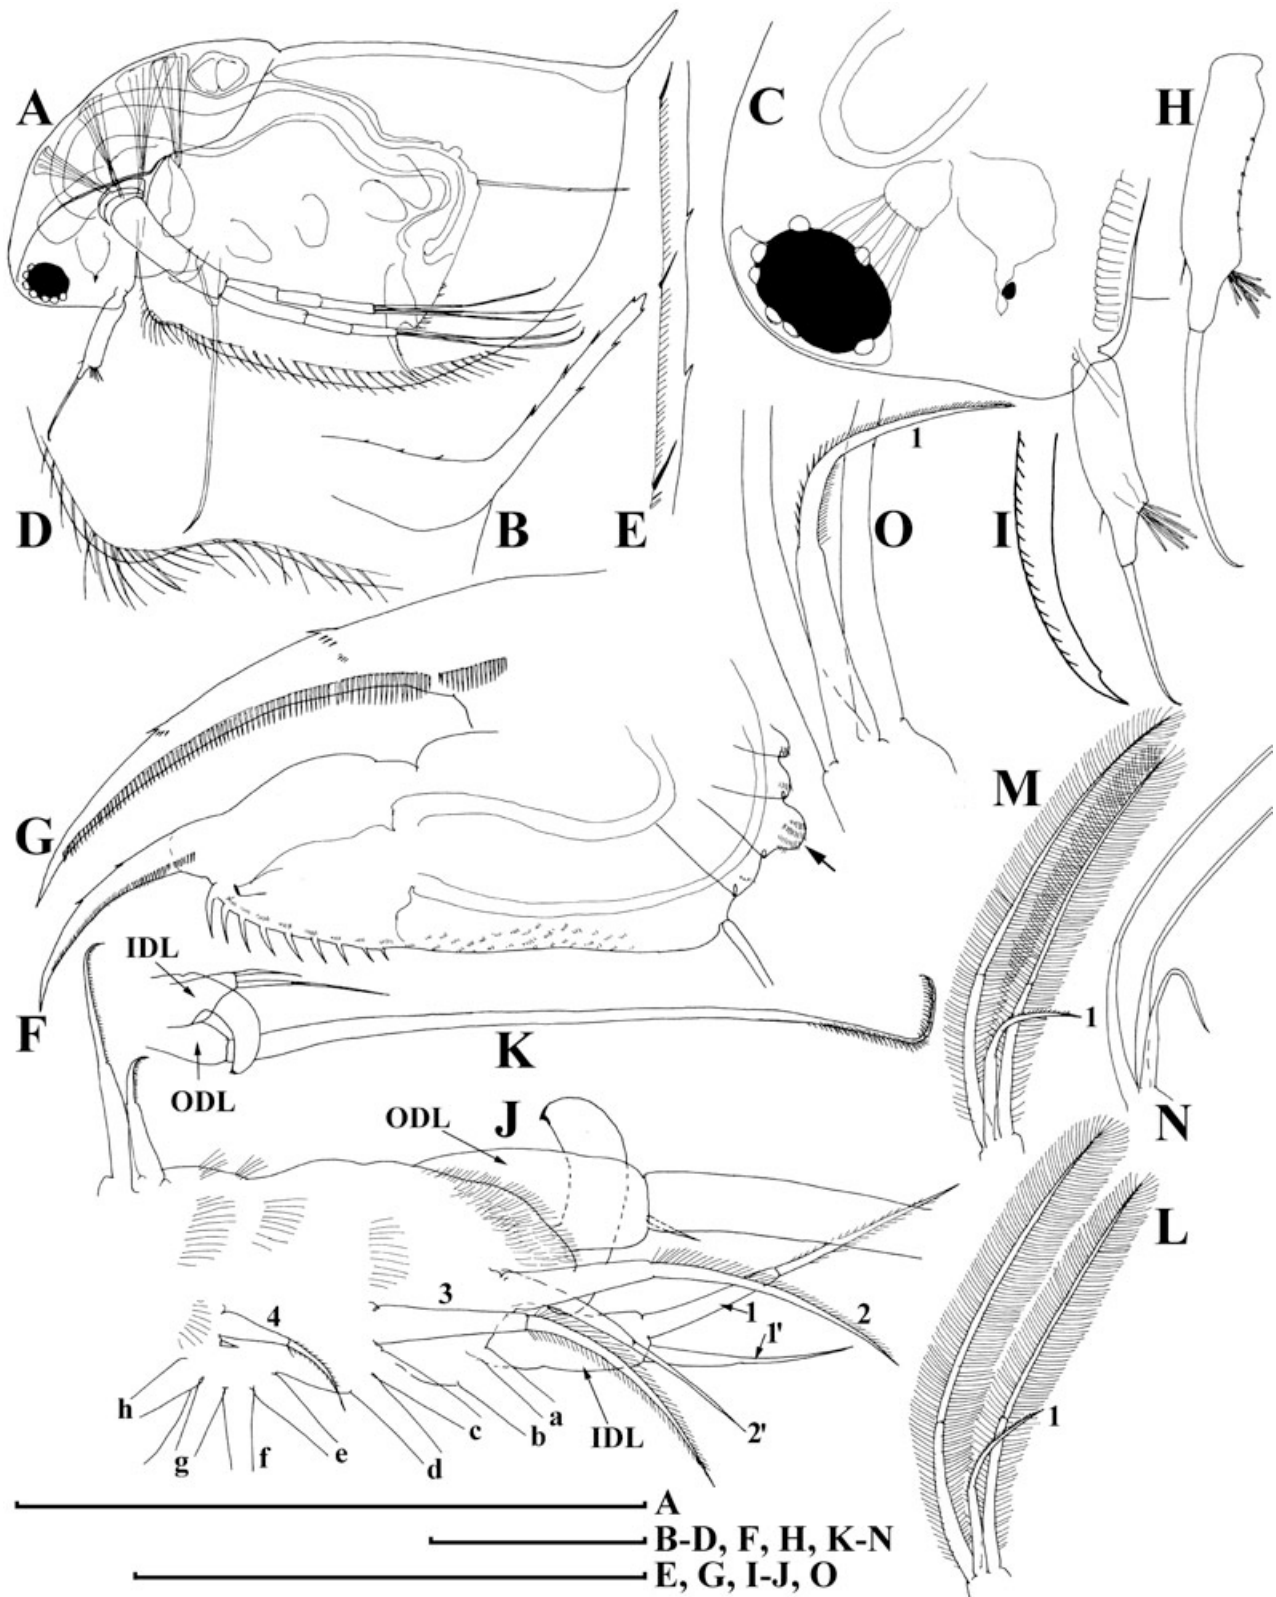 A
C
H
D
B
E
O
1
I
G
M
F
IDL
K
ODL
1
N
ODL
J
L
3
4
1
2
1'
1
h
g
f
e
d
c
b
a
IDL
2'
A
B-D, F, H, K-N
E, G, I-J, O